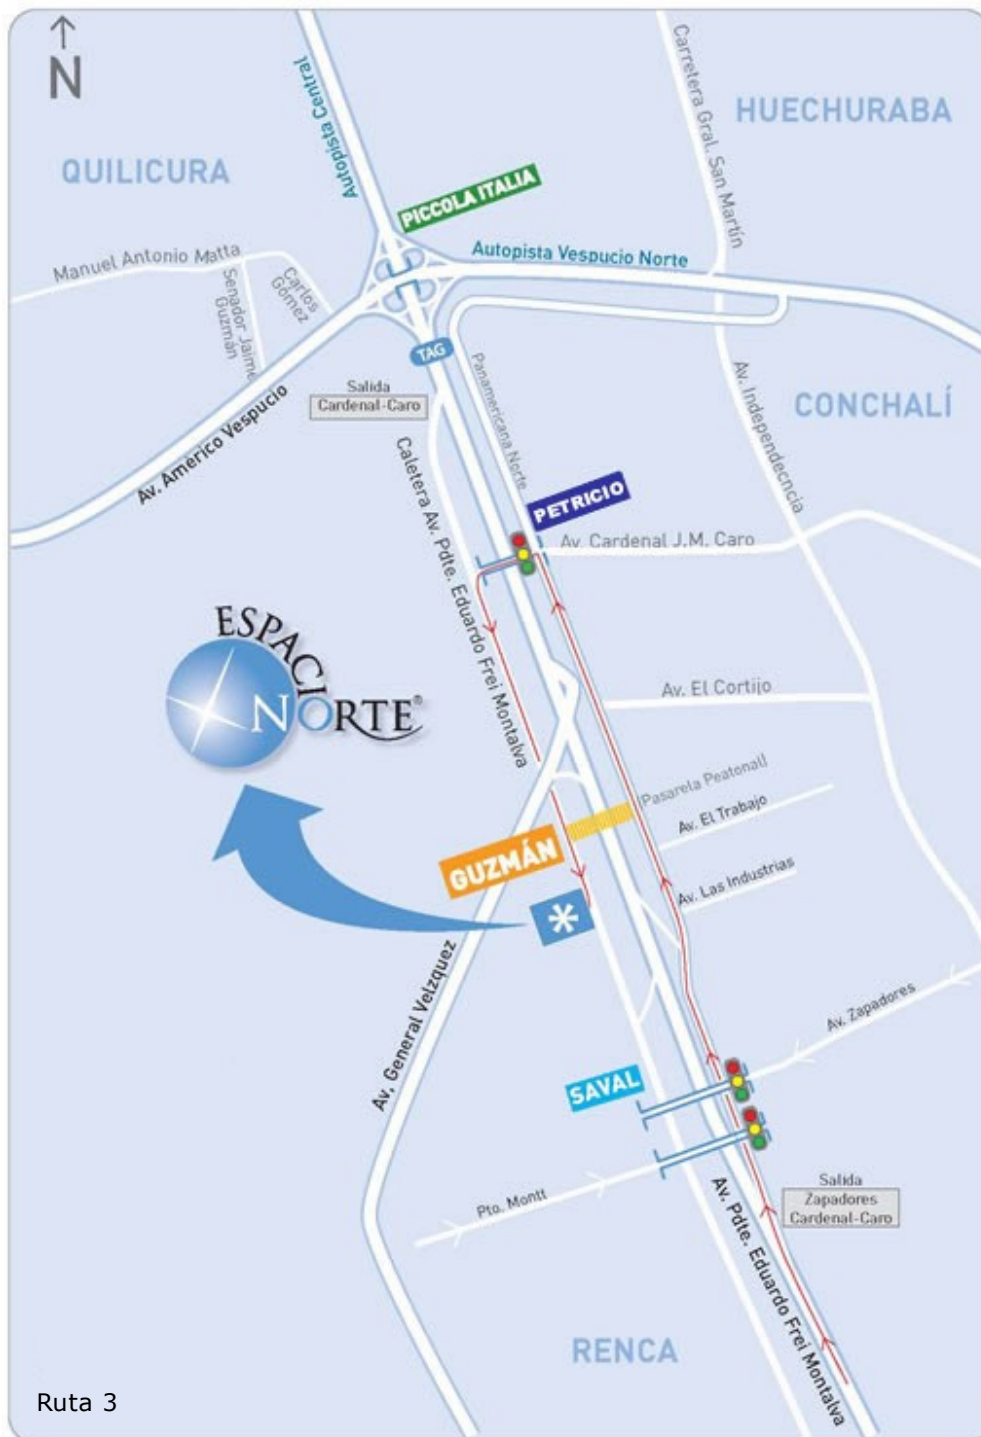 N
HUECHURABA
QUILICURA
Autopista Central
Carretera Gral. San Martín
PICCOLA ITALIA
Autopista Vespucio Norte
Manuel Antonio Matta
Carlos
Gómez
Senador Jaime
Guzmán
TAG
Panamericana Norte
Salida
Cardenal-Caro
Av. Independecncia
CONCHALÍ
Av. Américo Vespucio
Caletera Av. Pdte. Eduardo Frei Montalva
PETRICIO
Av. Cardenal J.M. Caro
ESPACIO
NORTE®
Av. El Cortijo
Pasarela Peatonall
Av. El Trabajo
GUZMÁN
Av. Las Industrias
*
Av, General Velzquez
Av. Zapadores
SAVAL
Pto. Montt
Salida
Zapadores
Cardenal-Caro
Av. Pdte. Eduardo Frei Montalva
RENCA
Ruta 3